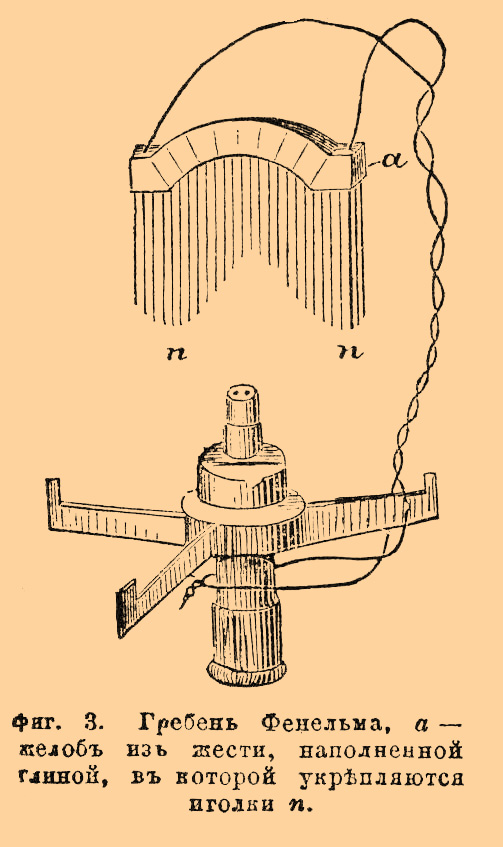 a
n n
Фиг. 3. Гребень Фенельма, a —
желобъ изъ жести, наполненной
глиной, въ которой укрѣпляются
иголки n.